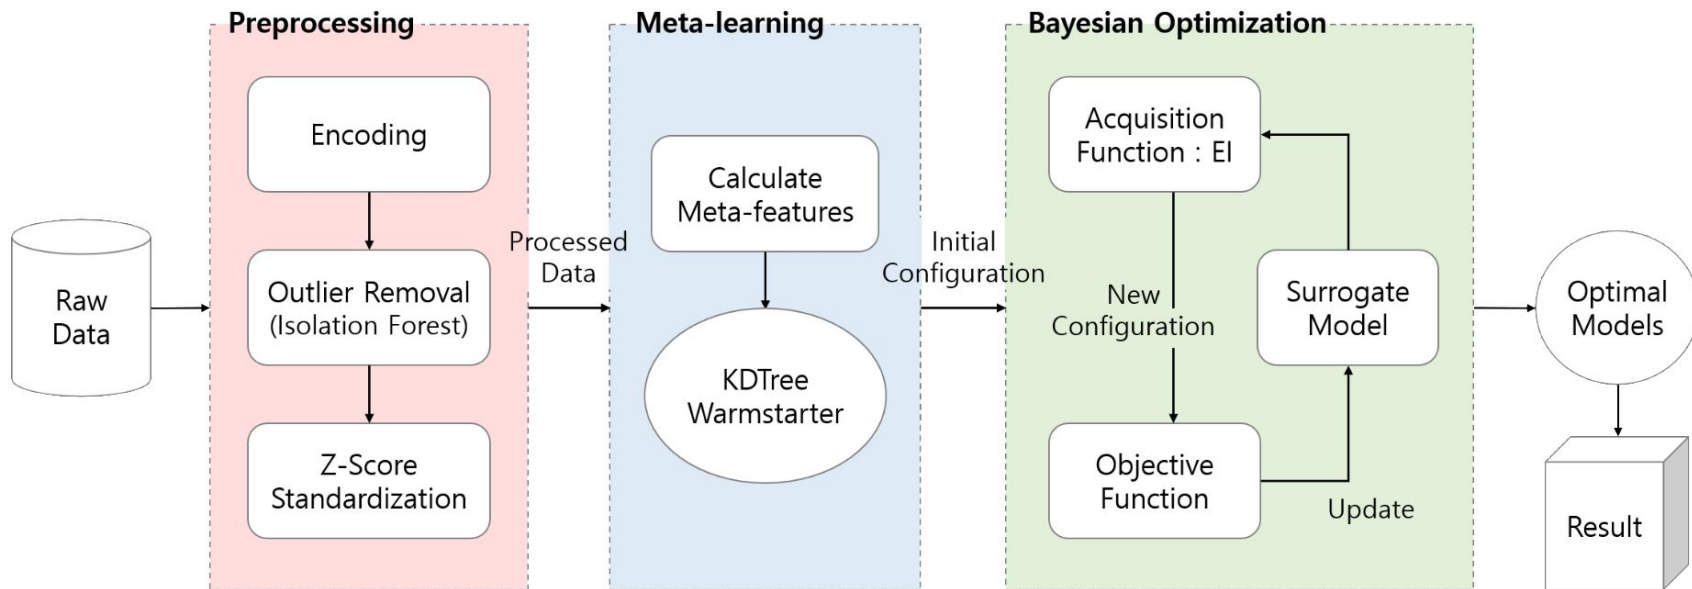 Preprocessing
Meta-learning
Bayesian Optimization
Raw
Data
Encoding
Outlier Removal
(Isolation Forest)
Z-Score
Standardization
Processed
Data
Calculate
Meta-features
KDTree
Warmstarter
Initial
Configuration
Acquisition
Function : EI
New
Configuration
Objective
Function
Surrogate
Model
Update
Optimal
Models
Result